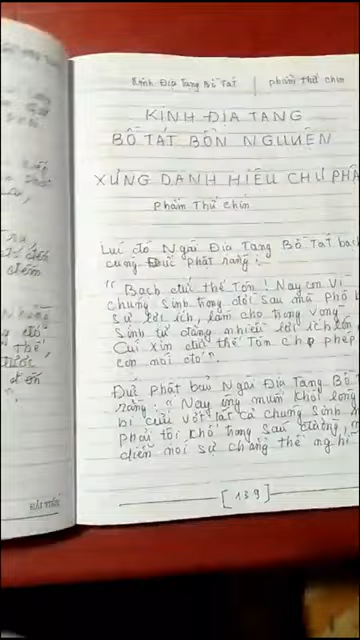 Kinh Địa Tạng Bồ Tát | phẩm Thứ chín
KINH ĐỊA TẠNG
BỒ TÁT BỔN NGUYỆN
XƯNG DANH HIỆU CHƯ PHẬ
phẩm Thứ chín
Lúc đó Ngài Địa Tạng Bồ Tát bạc
cùng Đức phật rằng:
"Bạch đức thế Tôn! Nay con vì
chúng sinh trong đời sau mà phô b
sự lợi ích, làm cho trong vòng
sinh tử đặng nhiều lợi ích lớn
Cúi xin đức thế Tôn cho phép
con nói đó".
Đức phật bảo Ngài Địa Tạng Bồ T
rằng: "Nay ông muốn khởi lòng
bi cứu vớt tất cả chúng sinh
phải tội khổ trong sáu đường, m
diễn nói sự chẳng thể nghĩ
[139]